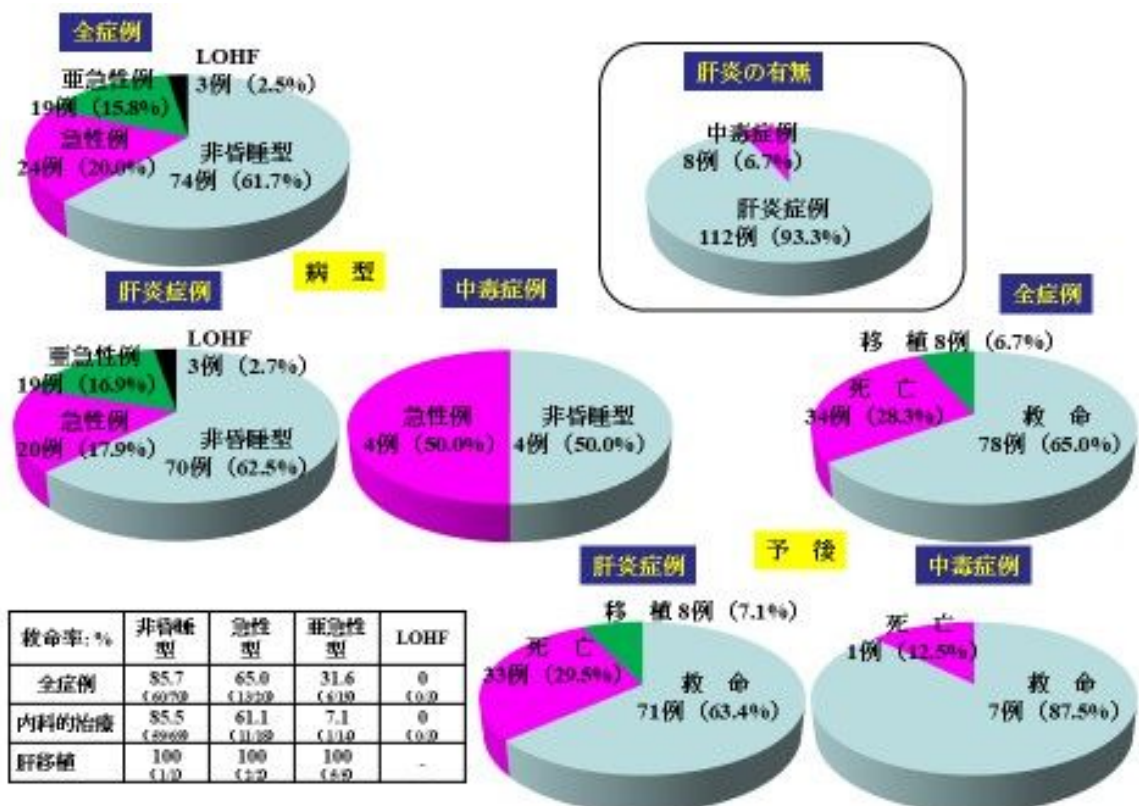 全症例
LOHF
3例（2.5%）
亜急性例
19例（15.8%）
急性例
24例（20.0%）
非昏睡型
74例（61.7%）
肝炎の有無
中毒症例
8例（6.7%）
肝炎症例
112例（93.3%）
病　型
肝炎症例
LOHF
3例（2.7%）
亜急性例
19例（16.9%）
急性例
20例（17.9%）
非昏睡型
70例（62.5%）
中毒症例
急性例
4例（50.0%）
非昏睡型
4例（50.0%）
全症例
移　植 8例（6.7%）
死　亡
34例（28.3%）
救　命
78例（65.0%）
予　後
肝炎症例
移　植 8例（7.1%）
死　亡
33例（29.5%）
救　命
71例（63.4%）
中毒症例
死　亡
1例（12.5%）
救　命
7例（87.5%）
救命率: % 非昏睡型 急性型 亜急性型 LOHF
全症例 85.7 65.0 31.6 0
内科的治療 85.5 61.1 7.1 0
肝移植 100 100 100 -